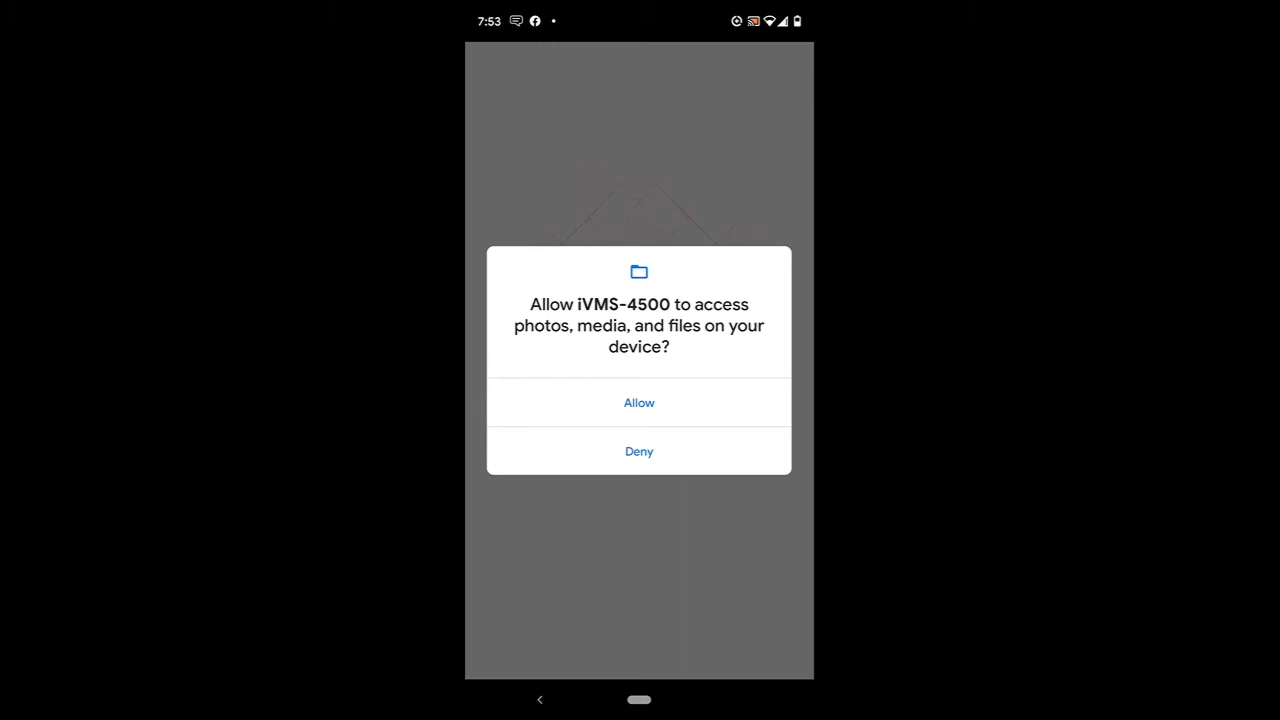 7:53
Allow iVMS-4500 to access
photos, media, and files on your
device?
Allow
Deny